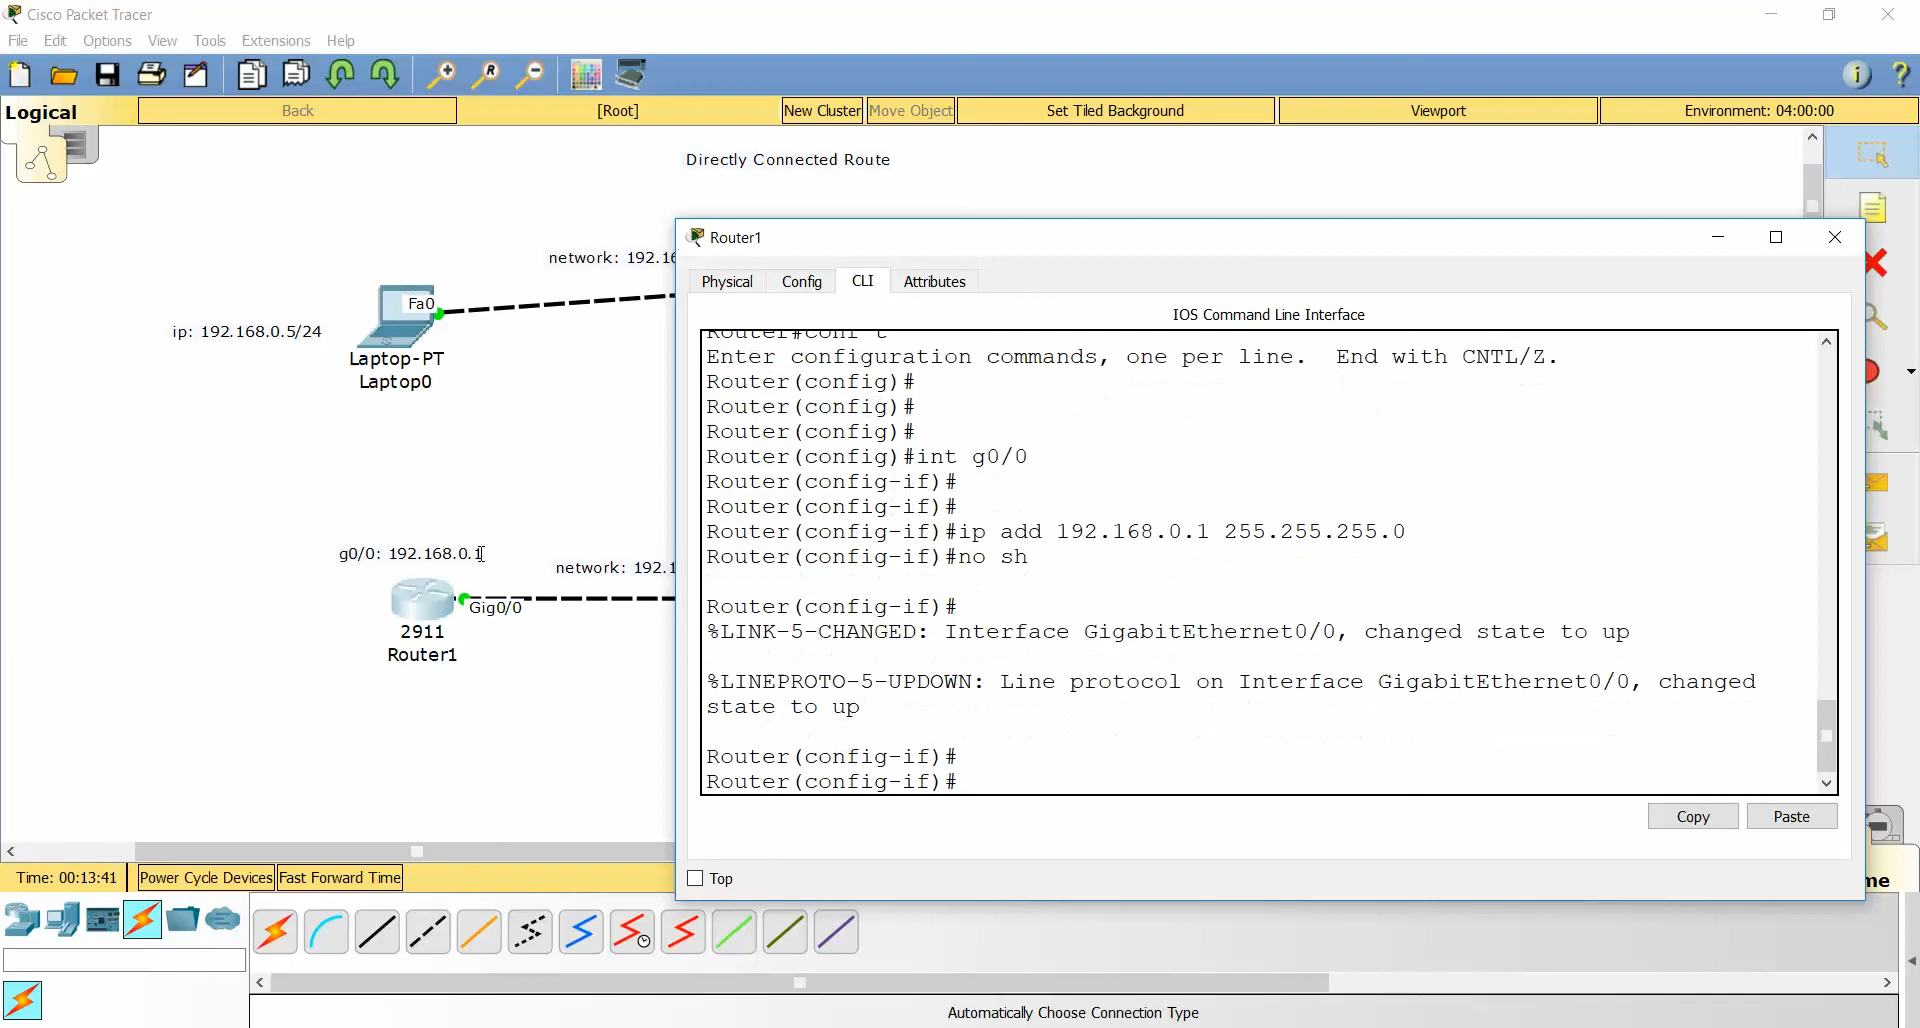 Cisco Packet Tracer
File Edit Options View Tools Extensions Help
Logical
Back
[Root]
New Cluster
Move Object
Set Tiled Background
Viewport
Environment: 04:00:00
Directly Connected Route
network: 192.16
Fa0
ip: 192.168.0.5/24
Laptop-PT
Laptop0
g0/0: 192.168.0.1
network: 192.1
Gig0/0
2911
Router1
Router1
Physical Config CLI Attributes
IOS Command Line Interface
Router#conf t
Enter configuration commands, one per line.  End with CNTL/Z.
Router(config)#
Router(config)#
Router(config)#
Router(config)#int g0/0
Router(config-if)#
Router(config-if)#
Router(config-if)#ip add 192.168.0.1 255.255.255.0
Router(config-if)#no sh
Router(config-if)#
%LINK-5-CHANGED: Interface GigabitEthernet0/0, changed state to up
%LINEPROTO-5-UPDOWN: Line protocol on Interface GigabitEthernet0/0, changed
state to up
Router(config-if)#
Router(config-if)#
Copy
Paste
Top
Time: 00:13:41
Power Cycle Devices
Fast Forward Time
me
Automatically Choose Connection Type